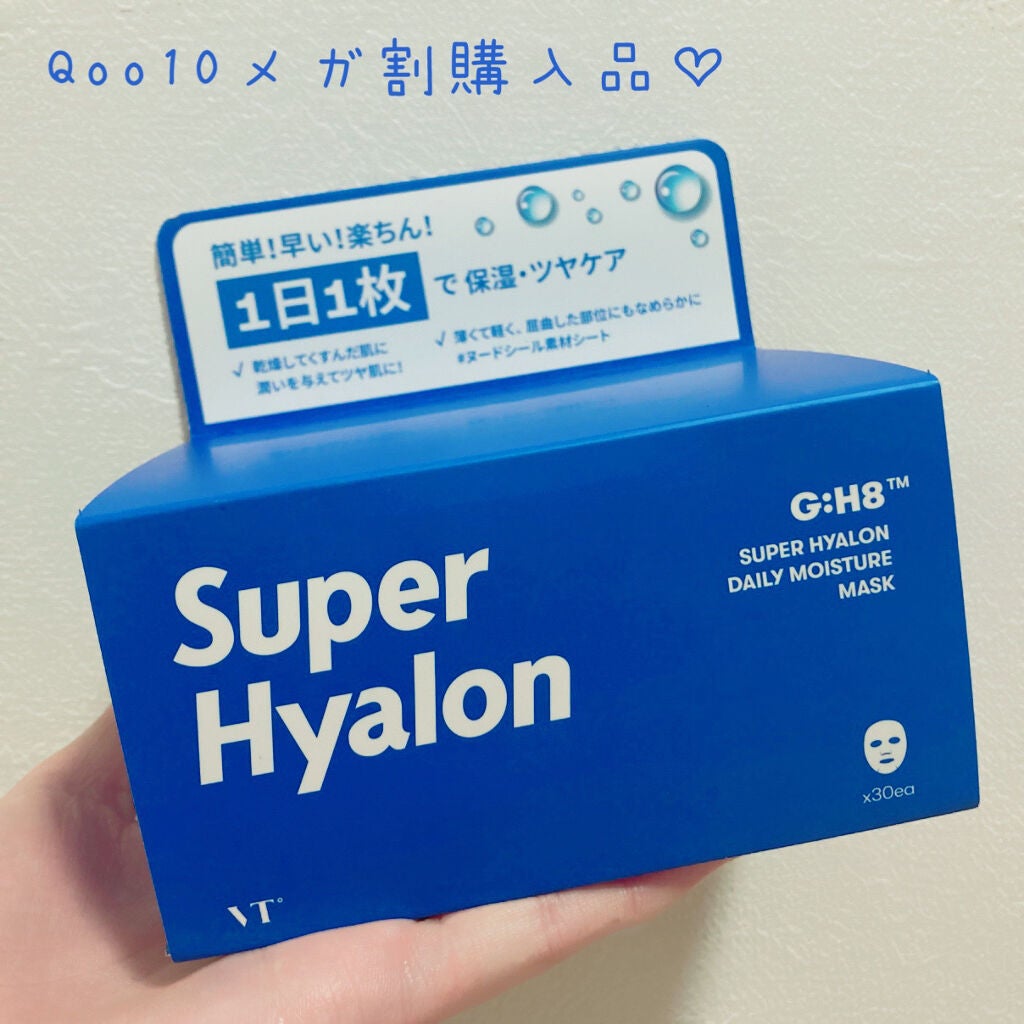 Qoo10メガ割購入品♡
簡単!早い!楽ちん!
1日1枚で 保湿・ツヤケア
√ 乾燥してくすんだ肌に
潤いを与えてツヤ肌に!
√ 薄くて軽く、屈曲した部位にもなめらかに
#ヌードシール素材シート
G:H8™
SUPER HYALON
DAILY MOISTURE
MASK
Super
Hyalon
x30ea
VT°